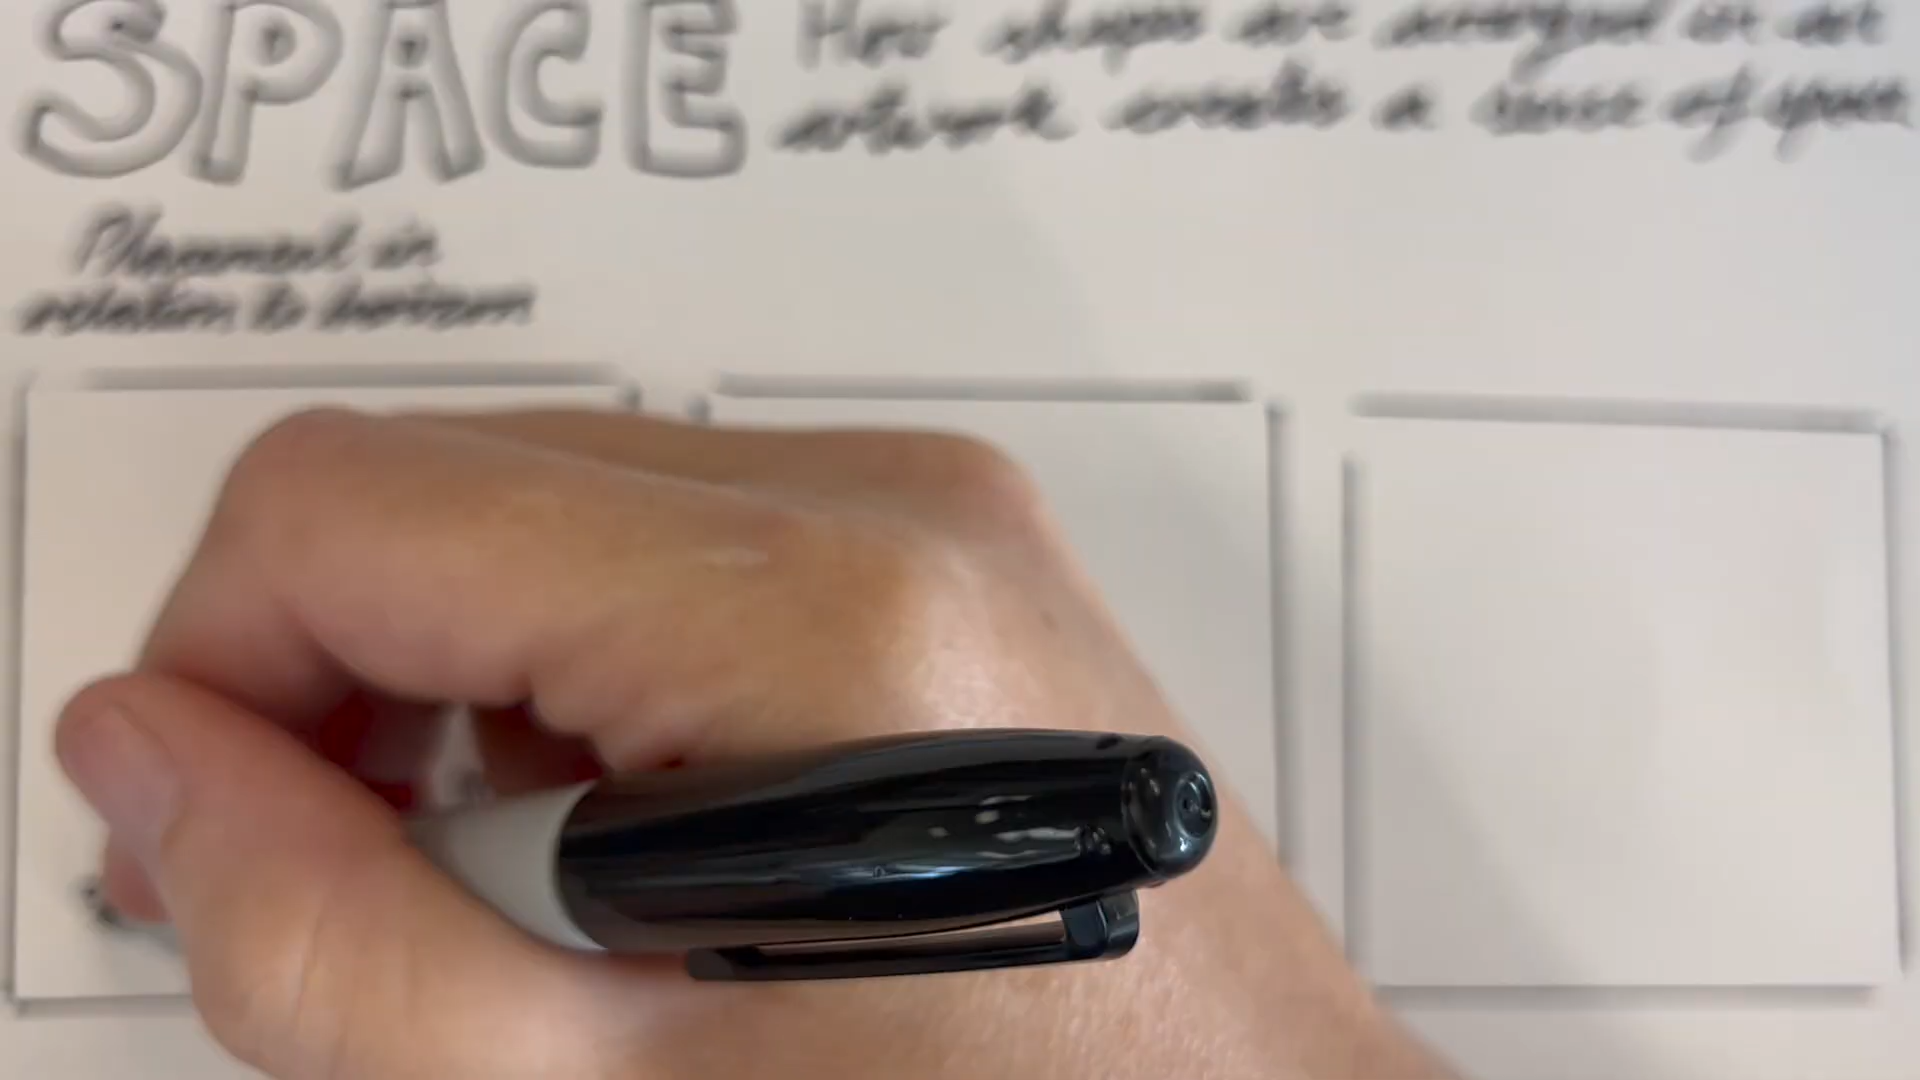 SPACE
How shapes are arranged in an
artwork creates a sense of space
Placement in
relation to horizon